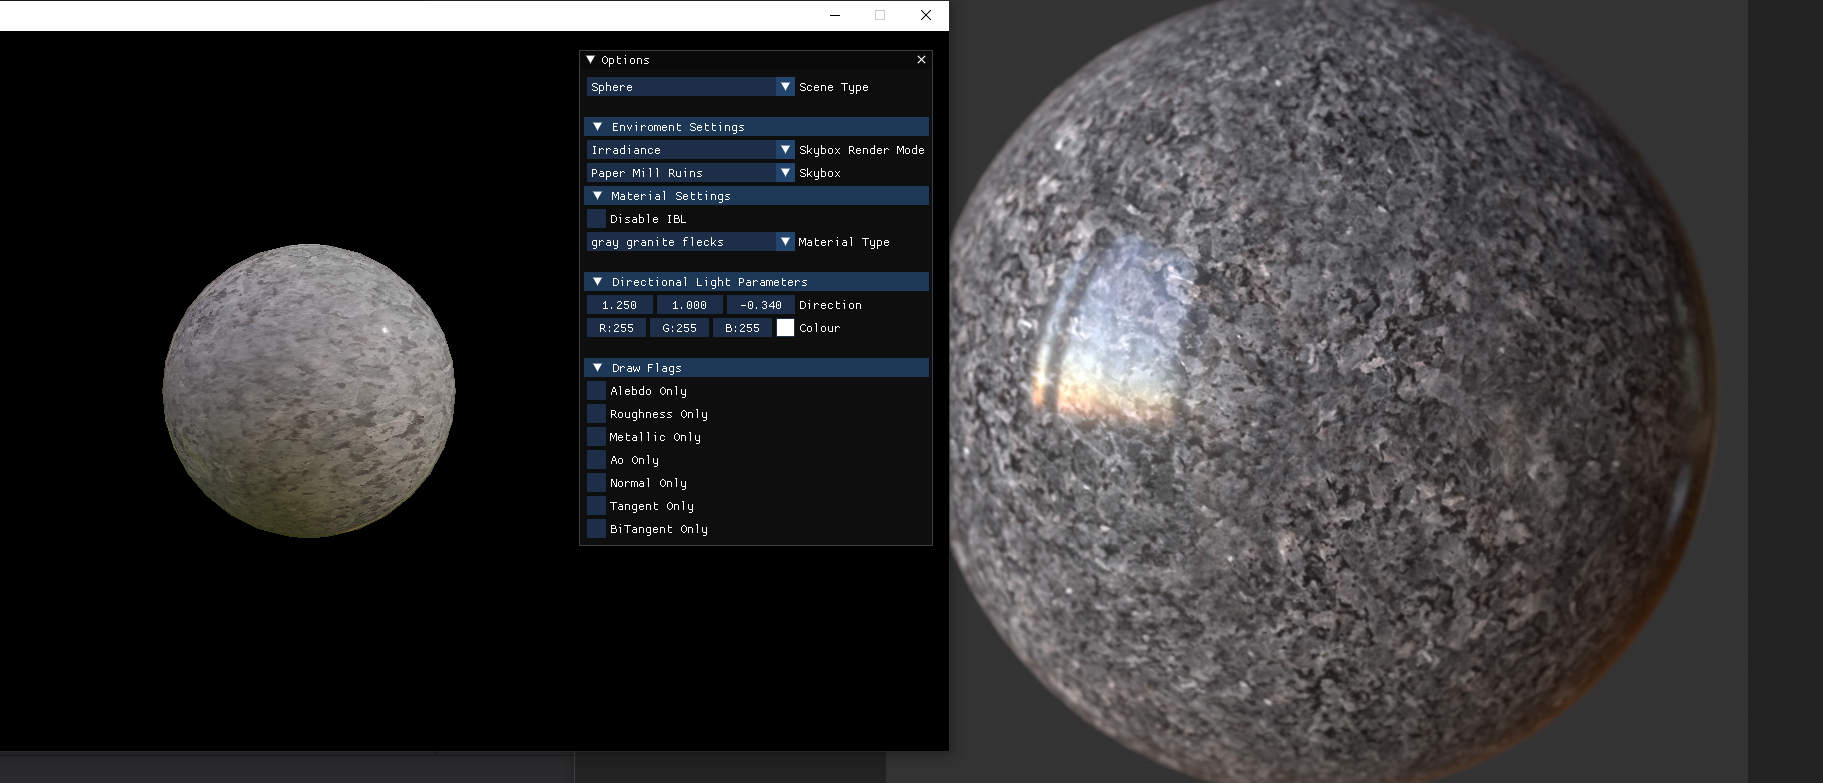 Options
Sphere Scene Type
Enviroment Settings
Irradiance Skybox Render Mode
Paper Mill Ruins Skybox
Material Settings
Disable IBL
gray granite flecks Material Type
Directional Light Parameters
1.250 1.000 -0.340 Direction
R:255 G:255 B:255 Colour
Draw Flags
Alebdo Only
Roughness Only
Metallic Only
Ao Only
Normal Only
Tangent Only
BiTangent Only